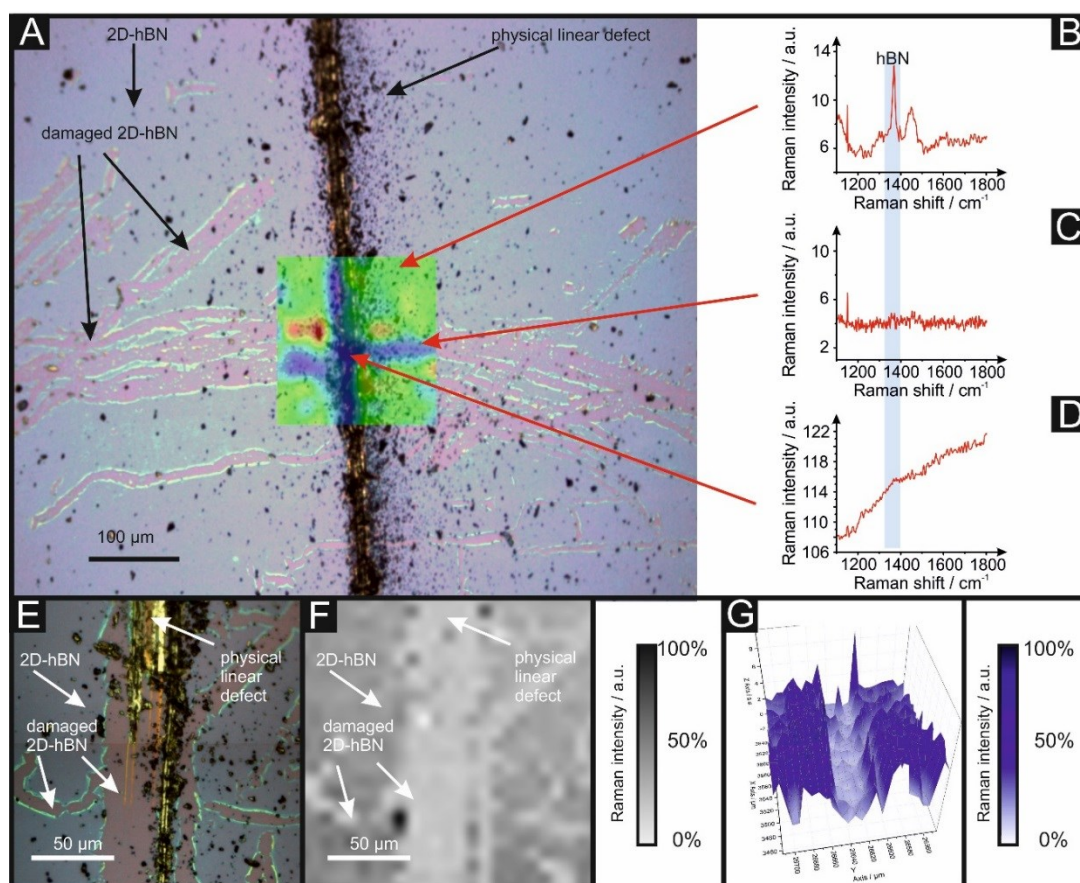 A
2D-hBN
physical linear defect
damaged 2D-hBN
100 μm
B
hBN
Raman intensity / a.u.
14
10
6
1200 1400 1600 1800
Raman shift / cm-1
C
Raman intensity / a.u.
10
6
2
1200 1400 1600 1800
Raman shift / cm-1
D
Raman intensity / a.u.
122
118
114
110
106
1200 1400 1600 1800
Raman shift / cm-1
E
2D-hBN
physical
linear
defect
damaged
2D-hBN
50 μm
F
2D-hBN
physical
linear
defect
damaged
2D-hBN
50 μm
Raman intensity / a.u.
100%
50%
0%
G
Y
Axis / μm
Raman intensity / a.u.
100%
50%
0%